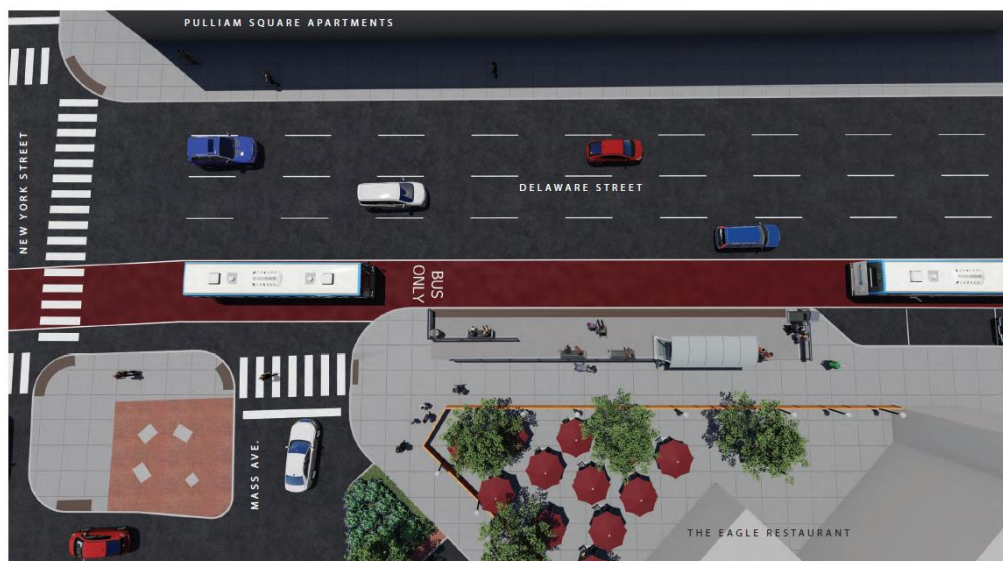 PULLIAM SQUARE APARTMENTS
NEW YORK STREET
DELAWARE STREET
BUS
ONLY
MASS AVE.
THE EAGLE RESTAURANT